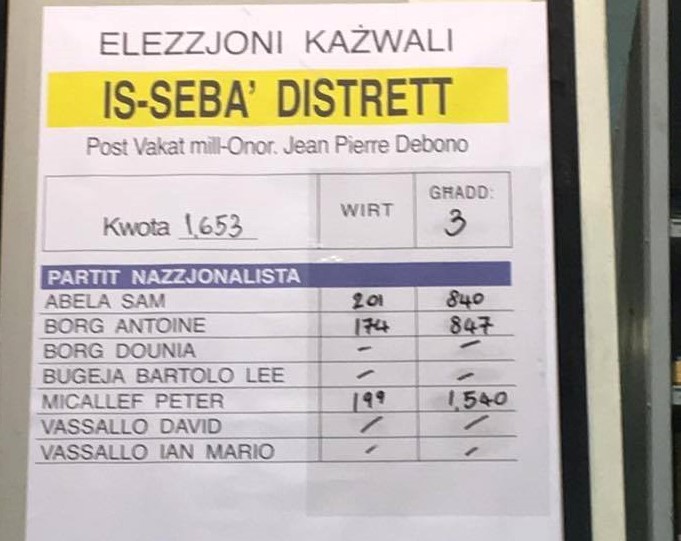 ELEZZJONI KAŻWALI
IS-SEBA' DISTRETT
Post Vakat mill-Onor. Jean Pierre Debono
Kwota 1,653 WIRT GĦADD: 3
PARTIT NAZZJONALISTA
ABELA SAM 201 840
BORG ANTOINE 174 847
BORG DOUNIA - -
BUGEJA BARTOLO LEE - -
MICALLEF PETER 199 1,540
VASSALLO DAVID - -
VASSALLO IAN MARIO - -